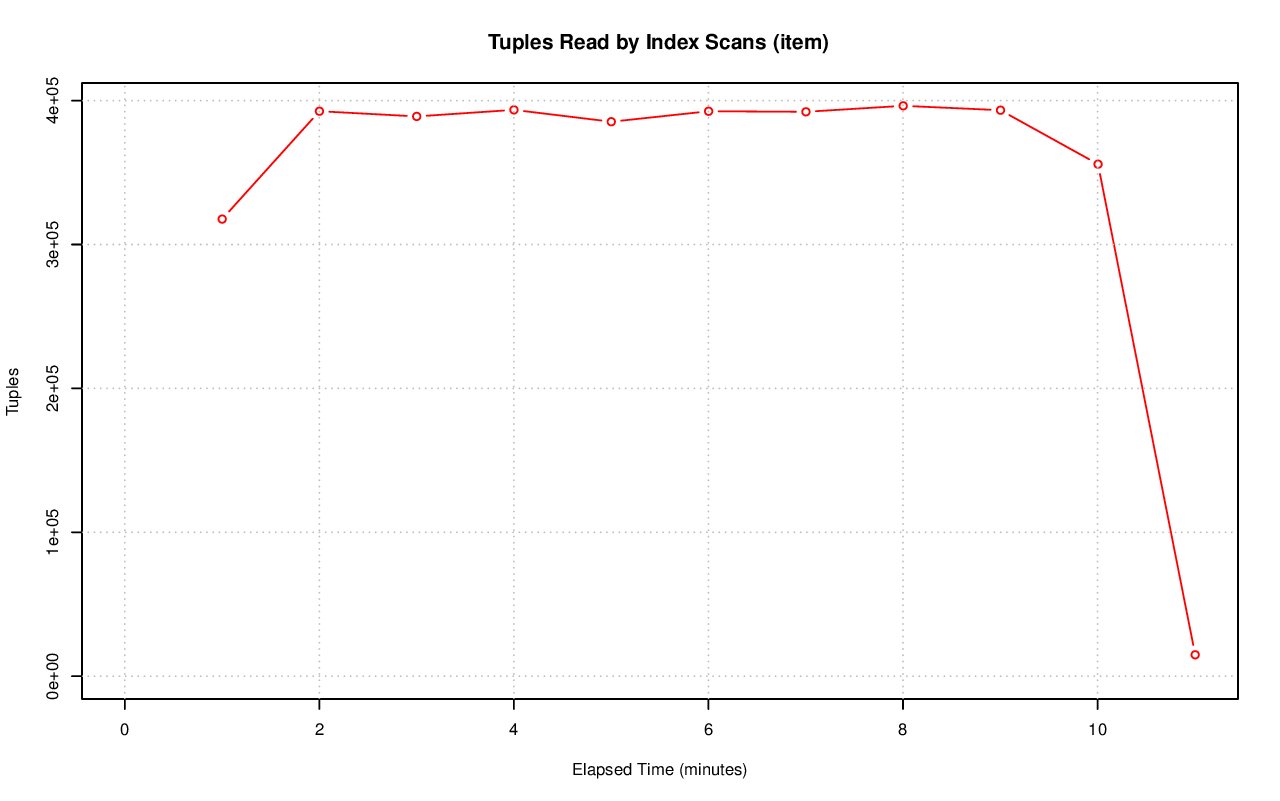 Tuples Read by Index Scans (item)
4e+05
3e+05
2e+05
1e+05
0e+00
Tuples
0 2 4 6 8 10
Elapsed Time (minutes)